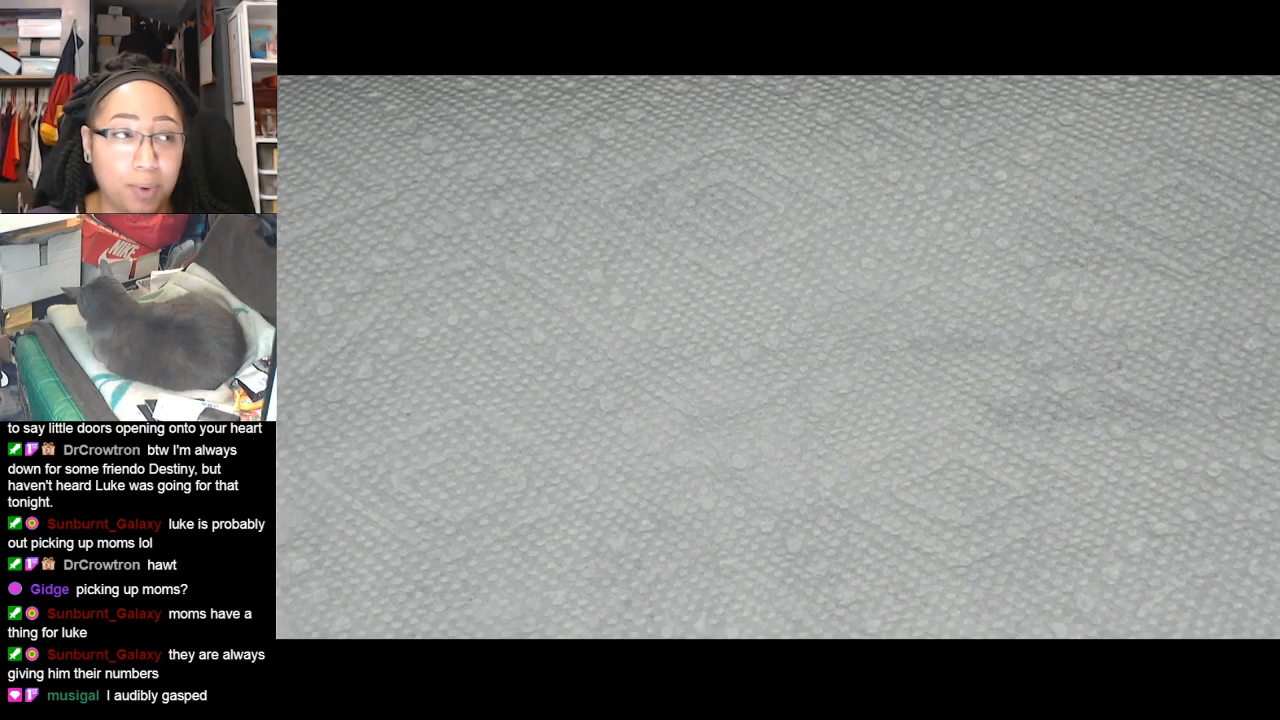 NIKE
to say little doors opening onto your heart
DrCrowtron btw I'm always
down for some friendo Destiny, but
haven't heard Luke was going for that
tonight.
Sunburnt_Galaxy luke is probably
out picking up moms lol
DrCrowtron hawt
Gidge picking up moms?
Sunburnt_Galaxy moms have a
thing for luke
Sunburnt_Galaxy they are always
giving him their numbers
musigal I audibly gasped